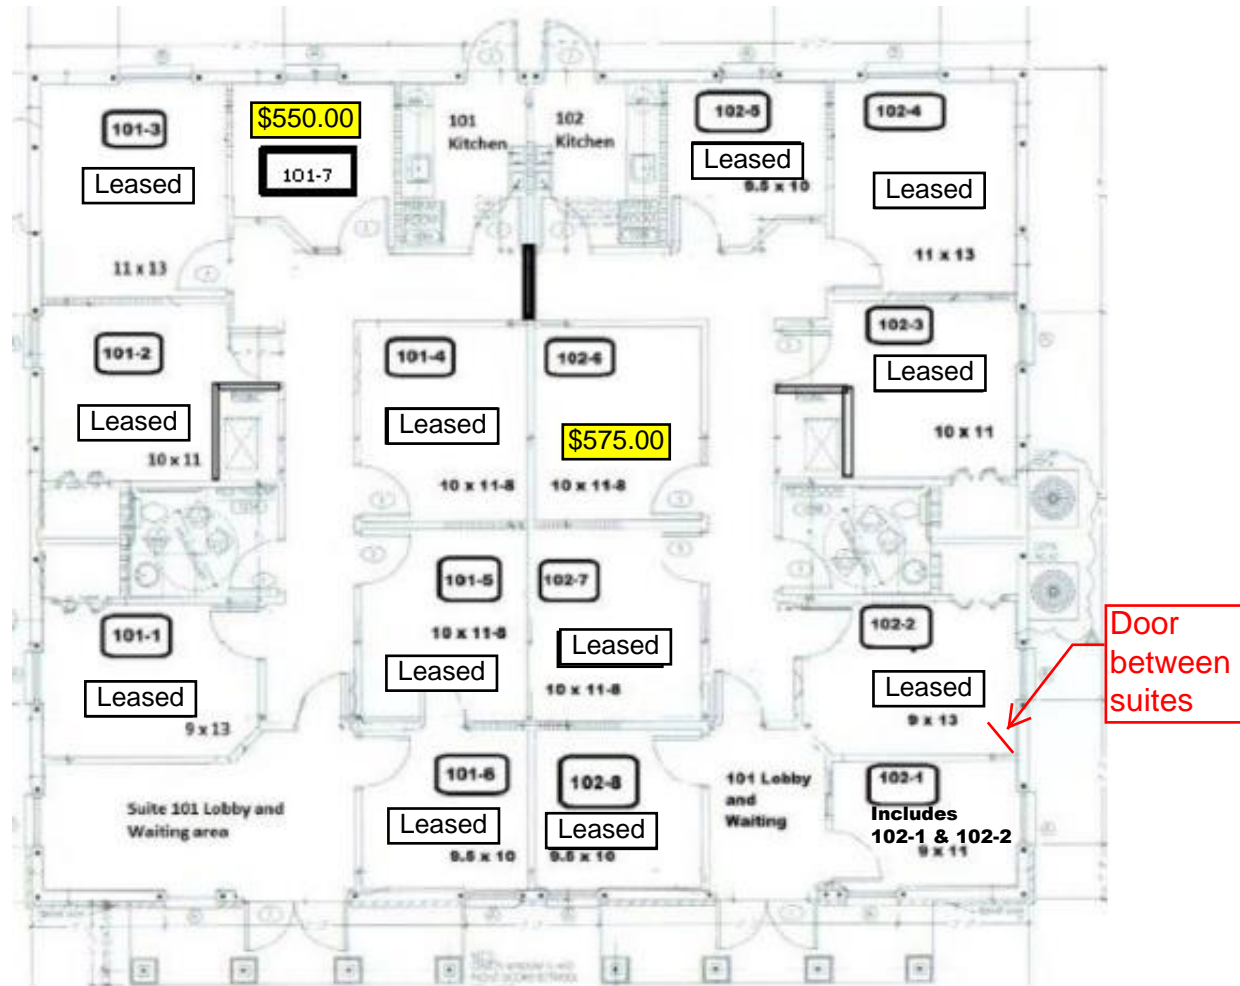 101-3
Leased
11 x 13
$550.00
101-7
101
Kitchen
102
Kitchen
102-5
Leased
9.5 x 10
102-4
Leased
11 x 13
101-2
Leased
10 x 11
101-4
Leased
10 x 11-8
102-6
$575.00
10 x 11-8
102-3
Leased
10 x 11
101-5
10 x 11-8
Leased
102-7
Leased
10 x 11-8
101-1
Leased
9 x 13
102-2
Leased
9 x 13
Door
between
suites
Suite 101 Lobby and
Waiting area
101-6
Leased
9.5 x 10
102-8
Leased
9.5 x 10
101 Lobby
and
Waiting
102-1
Includes
102-1 & 102-2
9 x 11